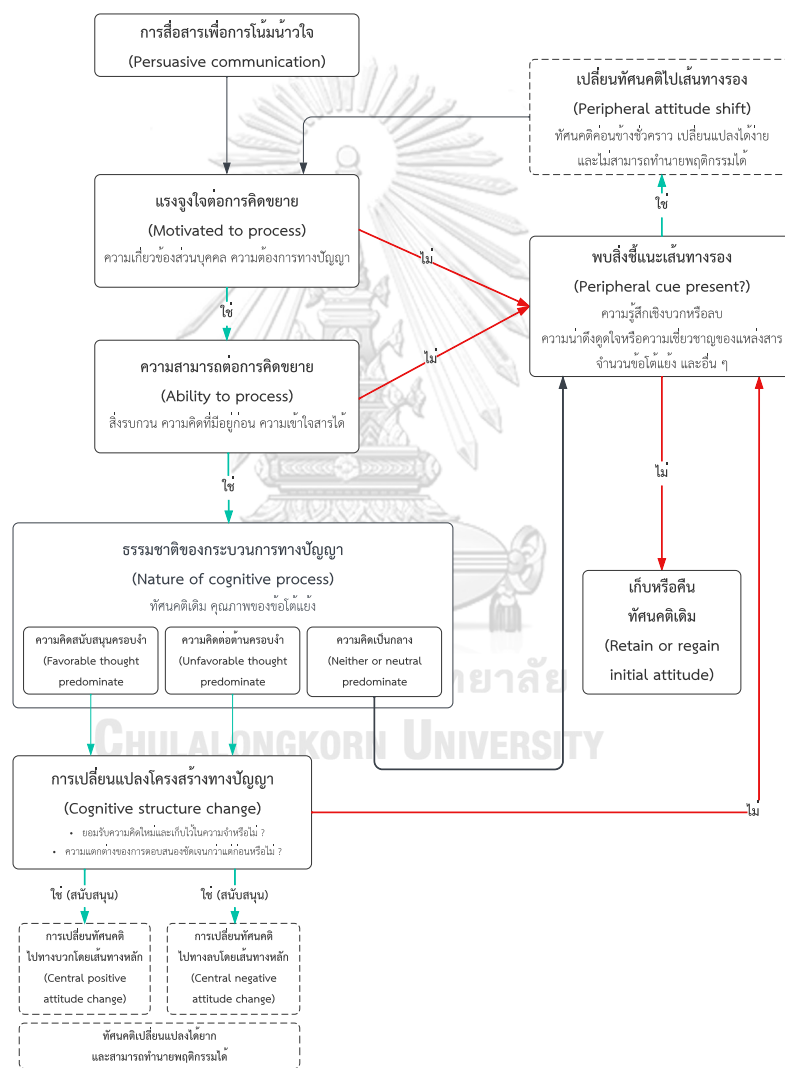 การสื่อสารเพื่อการโน้มน้าวใจ
(Persuasive communication)
เปลี่ยนทัศนคติไปเส้นทางรอง
(Peripheral attitude shift)
ทัศนคติค่อนข้างชั่วคราว เปลี่ยนแปลงได้ง่าย
และไม่สามารถทำนายพฤติกรรมได้
แรงจูงใจต่อการคิดขยาย
(Motivated to process)
ความเกี่ยวข้องส่วนบุคคล ความต้องการทางปัญญา
ใช่
ไม่
พบสิ่งชี้แนะเส้นทางรอง
(Peripheral cue present?)
ความรู้สึกเชิงบวกหรือลบ
ความน่าดึงดูดใจหรือความเชี่ยวชาญของแหล่งสาร
จำนวนข้อโต้แย้ง และอื่น ๆ
ใช่
ความสามารถต่อการคิดขยาย
(Ability to process)
สิ่งรบกวน ความคิดที่มีอยู่ก่อน ความเข้าใจสารได้
ไม่
ใช่
ไม่
ธรรมชาติของกระบวนการทางปัญญา
(Nature of cognitive process)
ทัศนคติเดิม คุณภาพของข้อโต้แย้ง
ความคิดสนับสนุนครอบงำ
(Favorable thought
predominate
ความคิดต่อต้านครอบงำ
(Unfavorable thought
predominate
ความคิดเป็นกลาง
(Neither or neutral
predominate
เก็บหรือคืน
ทัศนคติเดิม
(Retain or regain
initial attitude)
ทยาลัย
CHULALONGKORN UNIVERSITY
การเปลี่ยนแปลงโครงสร้างทางปัญญา
(Cognitive structure change)
• ยอมรับความคิดใหม่และเก็บไว้ในความจำหรือไม่ ?
• ความแตกต่างของการตอบสนองชัดเจนกว่าแต่ก่อนหรือไม่ ?
ไม่
ใช่ (สนับสนุน)
ใช่ (สนับสนุน)
การเปลี่ยนทัศนคติ
ไปทางบวกโดยเส้นทางหลัก
(Central positive
attitude change)
การเปลี่ยนทัศนคติ
ไปทางลบโดยเส้นทางหลัก
(Central negative
attitude change)
ทัศนคติเปลี่ยนแปลงได้ยาก
และสามารถทำนายพฤติกรรมได้